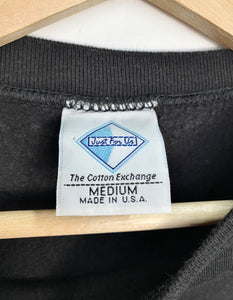 Just For Us
The Cotton Exchange
MEDIUM
MADE IN U.S.A.